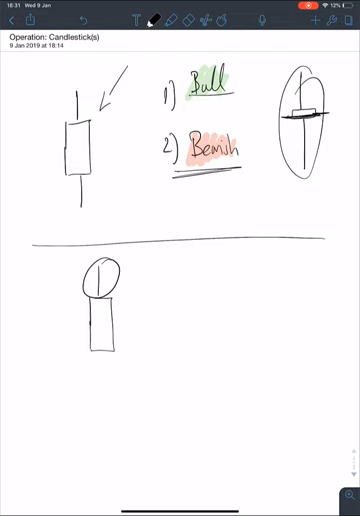 18:31 Wed 9 Jan
12%
Operation: Candlestick(s)
9 Jan 2019 at 18:14
1) Bull
2) Bearish